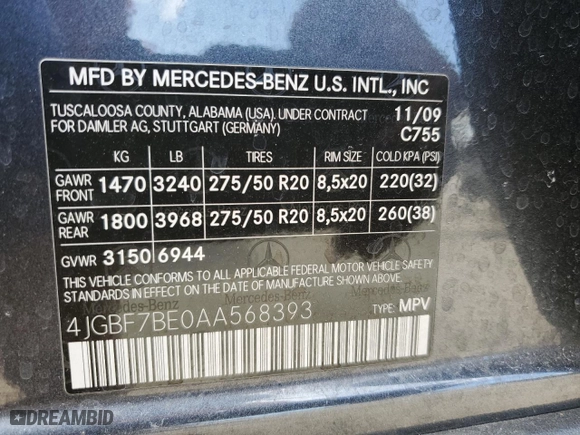 MFD BY MERCEDES-BENZ U.S. INTL., INC
TUSCALOOSA COUNTY, ALABAMA (USA). UNDER CONTRACT 11/09
FOR DAIMLER AG, STUTTGART (GERMANY) C755
KG LB TIRES RIM SIZE COLD KPA (PSI)
GAWR FRONT 1470 3240 275/50 R20 8,5x20 220(32)
GAWR REAR 1800 3968 275/50 R20 8,5x20 260(38)
GVWR 3150 6944
THIS VEHICLE CONFORMS TO ALL APPLICABLE FEDERAL MOTOR VEHICLE SAFETY
STANDARDS IN EFFECT ON THE DATE OF MANUFACTURE SHOWN ABOVE.
Mercedes-Benz Mercedes-Benz
4JGBF7BE0AA568393 TYPE: MPV
DREAMBID